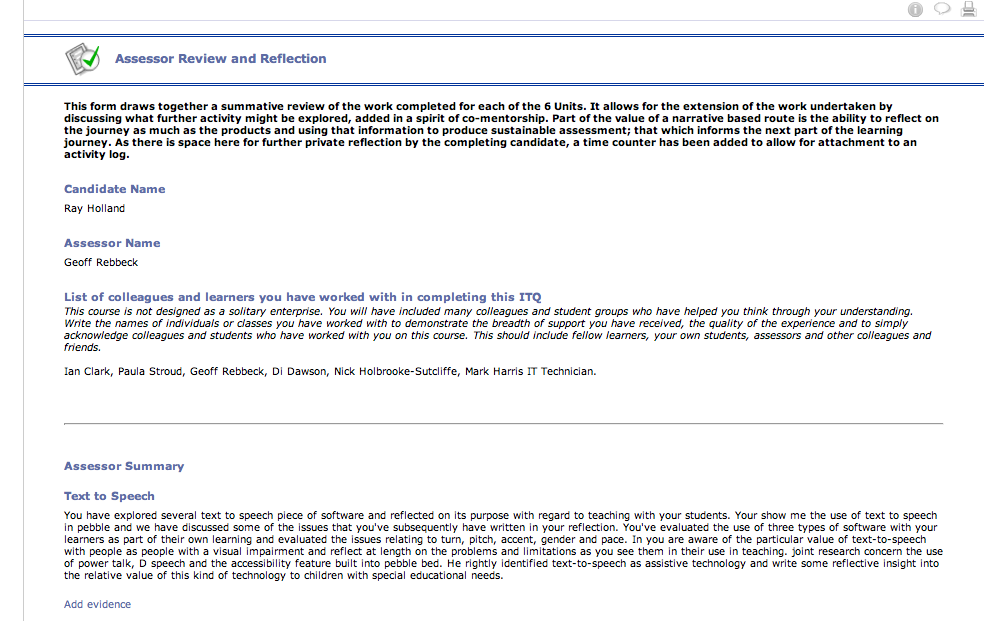 Assessor Review and Reflection
This form draws together a summative review of the work completed for each of the 6 Units. It allows for the extension of the work undertaken by
discussing what further activity might be explored, added in a spirit of co-mentorship. Part of the value of a narrative based route is the ability to reflect on
the journey as much as the products and using that information to produce sustainable assessment; that which informs the next part of the learning
journey. As there is space here for further private reflection by the completing candidate, a time counter has been added to allow for attachment to an
activity log.
Candidate Name
Ray Holland
Assessor Name
Geoff Rebbeck
List of colleagues and learners you have worked with in completing this ITQ
This course is not designed as a solitary enterprise. You will have included many colleagues and student groups who have helped you think through your understanding.
Write the names of individuals or classes you have worked with to demonstrate the breadth of support you have received, the quality of the experience and to simply
acknowledge colleagues and students who have worked with you on this course. This should include fellow learners, your own students, assessors and other colleagues and
friends.
Ian Clark, Paula Stroud, Geoff Rebbeck, Di Dawson, Nick Holbrooke-Sutcliffe, Mark Harris IT Technician.
Assessor Summary
Text to Speech
You have explored several text to speech piece of software and reflected on its purpose with regard to teaching with your students. Your show me the use of text to speech
in pebble and we have discussed some of the issues that you've subsequently have written in your reflection. You've evaluated the use of three types of software with your
learners as part of their own learning and evaluated the issues relating to turn, pitch, accent, gender and pace. In you are aware of the particular value of text-to-speech
with people as people with a visual impairment and reflect at length on the problems and limitations as you see them in their use in teaching. joint research concern the use
of power talk, D speech and the accessibility feature built into pebble bed. He rightly identified text-to-speech as assistive technology and write some reflective insight into
the relative value of this kind of technology to children with special educational needs.
Add evidence